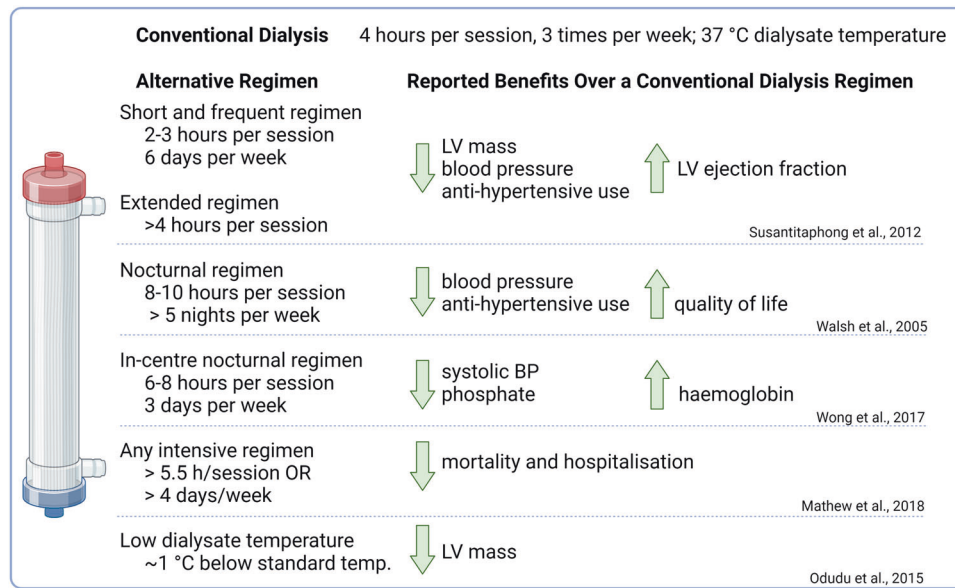 Conventional Dialysis 4 hours per session, 3 times per week; 37 °C dialysate temperature
Alternative Regimen Reported Benefits Over a Conventional Dialysis Regimen
Short and frequent regimen
2-3 hours per session
6 days per week
Extended regimen
>4 hours per session
LV mass
blood pressure
anti-hypertensive use
LV ejection fraction
Susantitaphong et al., 2012
Nocturnal regimen
8-10 hours per session
> 5 nights per week
blood pressure
anti-hypertensive use
quality of life
Walsh et al., 2005
In-centre nocturnal regimen
6-8 hours per session
3 days per week
systolic BP
phosphate
haemoglobin
Wong et al., 2017
Any intensive regimen
> 5.5 h/session OR
> 4 days/week
mortality and hospitalisation
Mathew et al., 2018
Low dialysate temperature
~1 °C below standard temp.
LV mass
Odudu et al., 2015